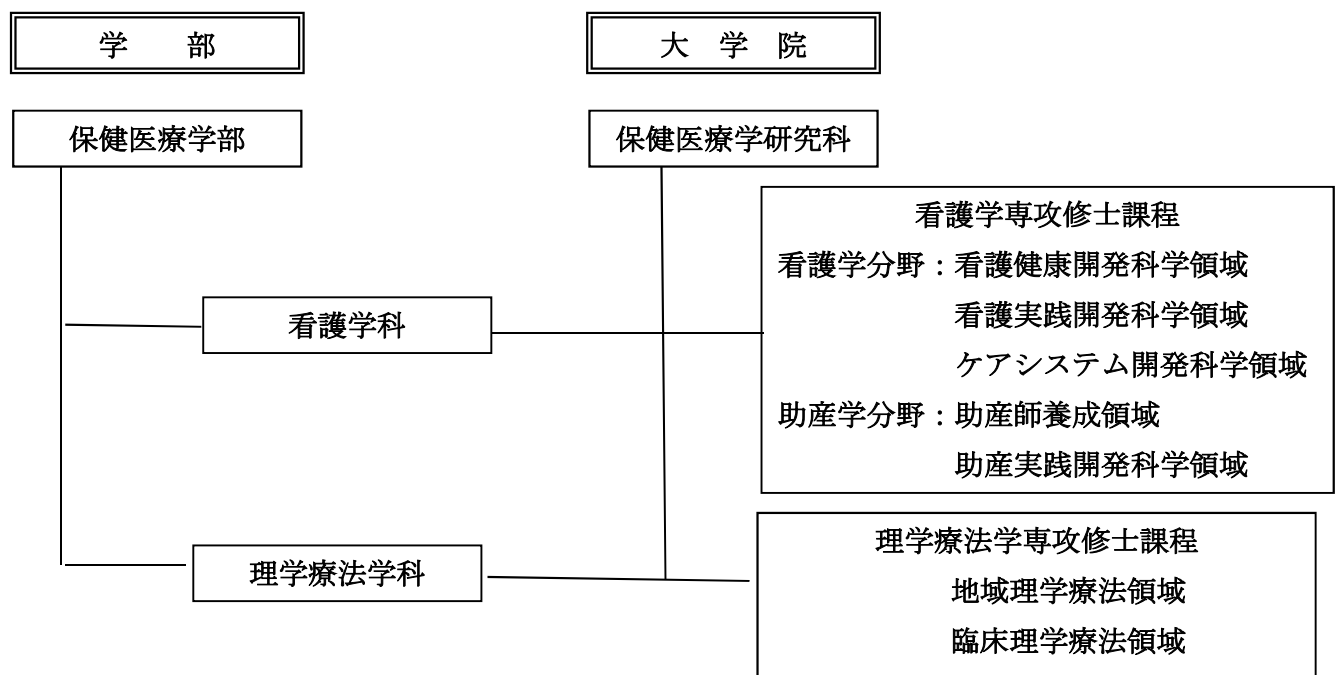 学　　部
大　学　院
保健医療学部
保健医療学研究科
看護学専攻修士課程
看護学分野：看護健康開発科学領域
看護実践開発科学領域
ケアシステム開発科学領域
助産学分野：助産師養成領域
助産実践開発科学領域
看護学科
理学療法学科
理学療法学専攻修士課程
地域理学療法領域
臨床理学療法領域